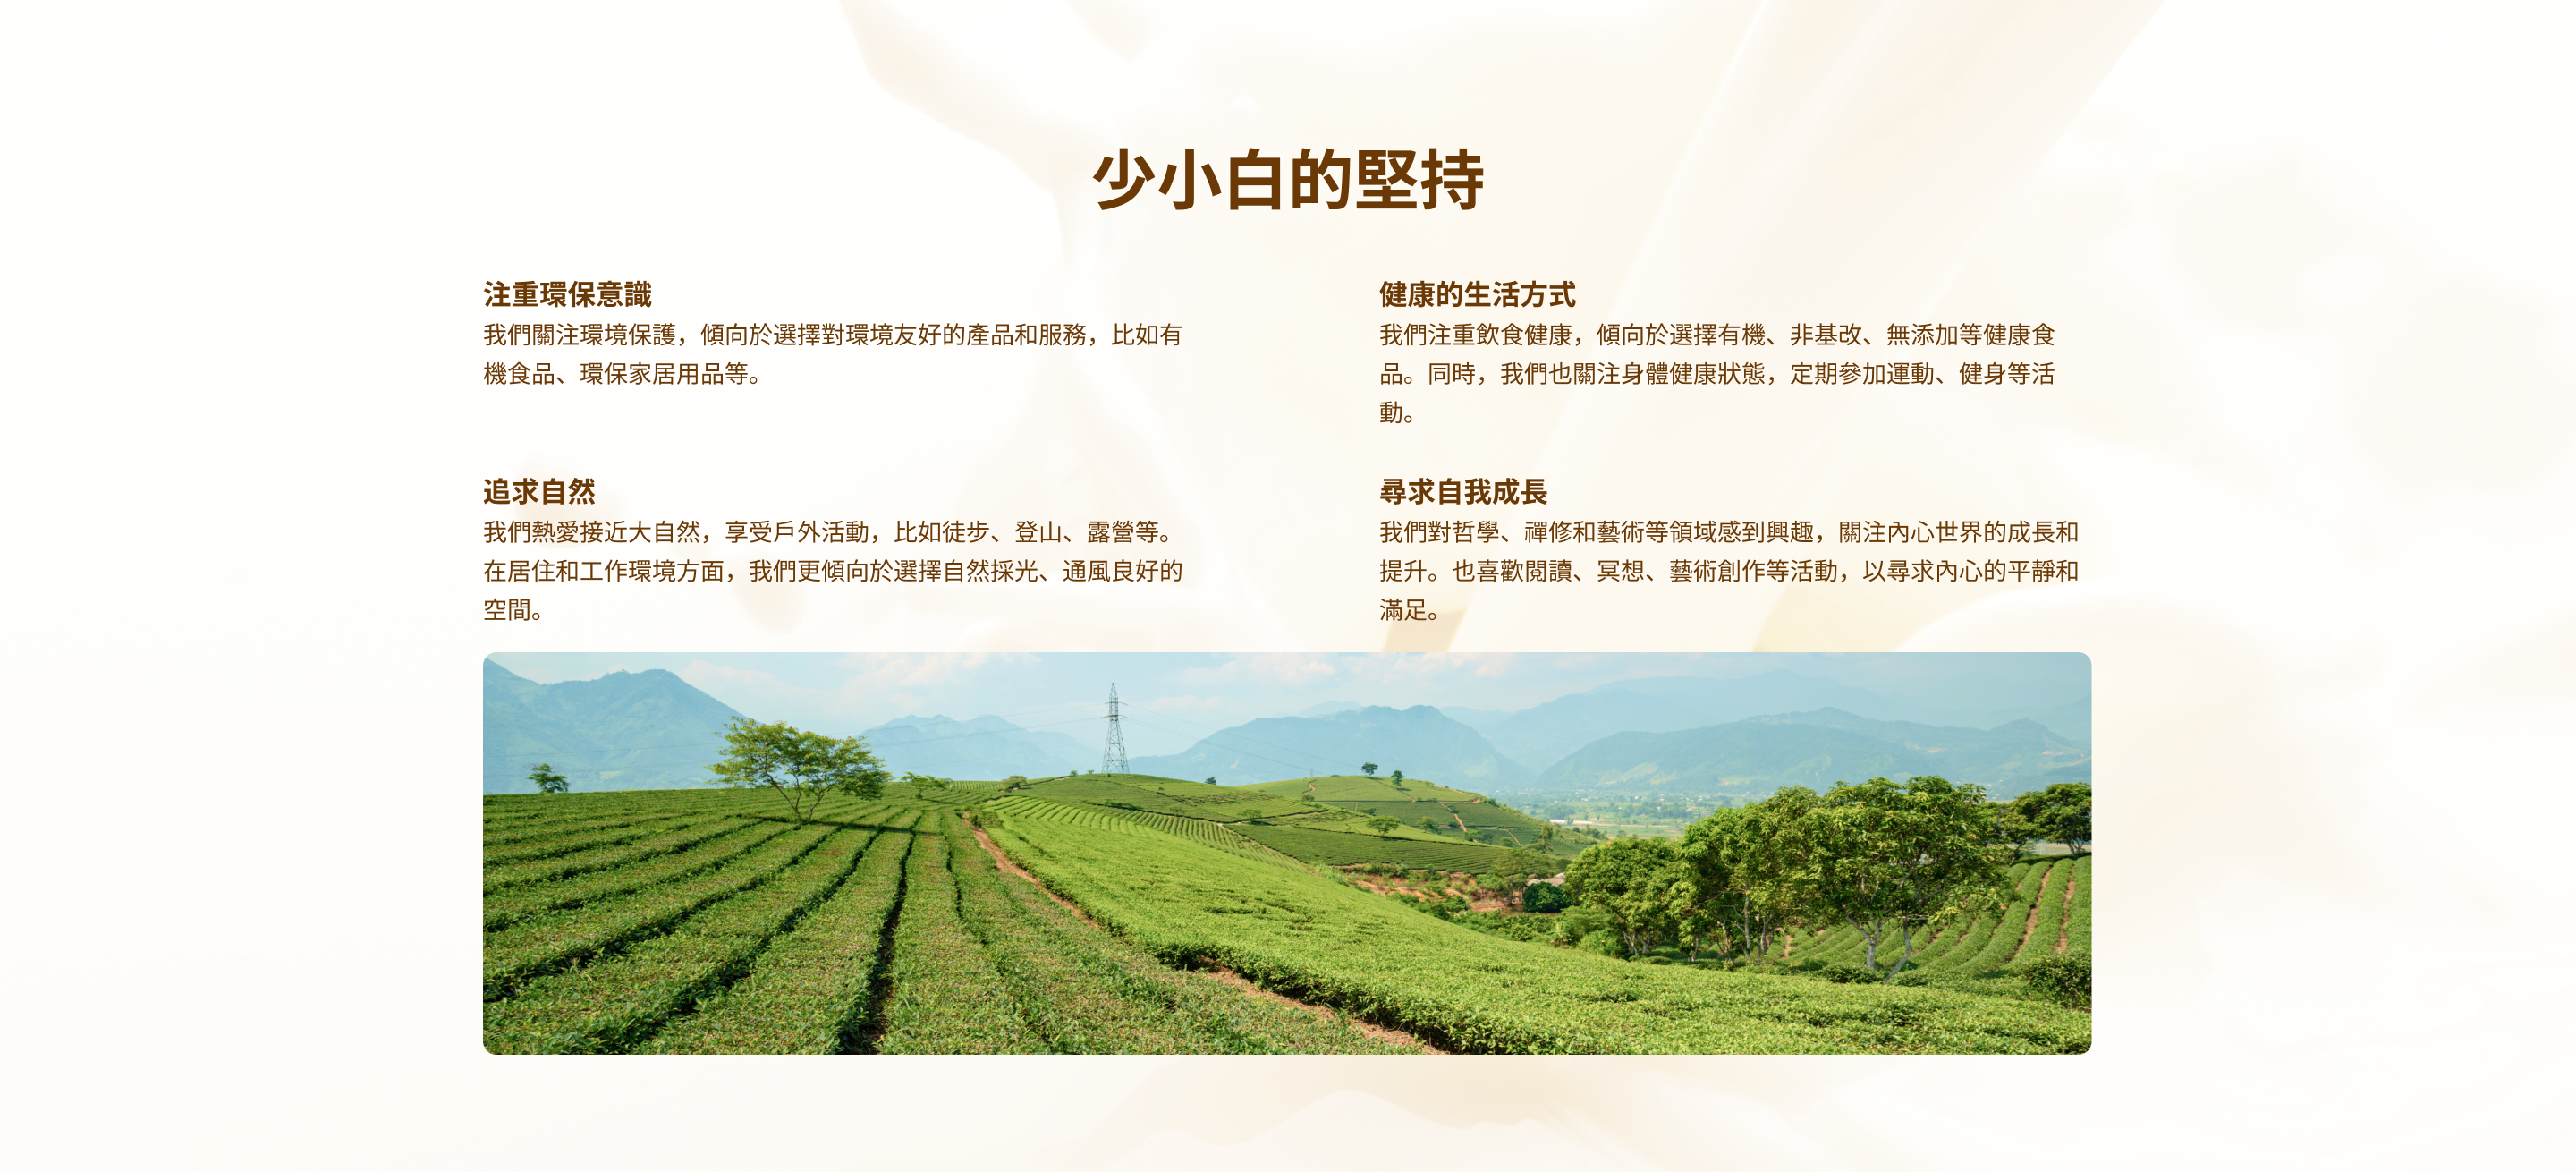 少小白的堅持
注重環保意識
我們關注環境保護，傾向於選擇對環境友好的產品和服務，比如有
機食品、環保家居用品等。
健康的生活方式
我們注重飲食健康，傾向於選擇有機、非基改、無添加等健康食
品。同時，我們也關注身體健康狀態，定期參加運動、健身等活
動。
追求自然
我們熱愛接近大自然，享受戶外活動，比如徒步、登山、露營等。
在居住和工作環境方面，我們更傾向於選擇自然採光、通風良好的
空間。
尋求自我成長
我們對哲學、禪修和藝術等領域感到興趣，關注內心世界的成長和
提升。也喜歡閱讀、冥想、藝術創作等活動，以尋求內心的平靜和
滿足。